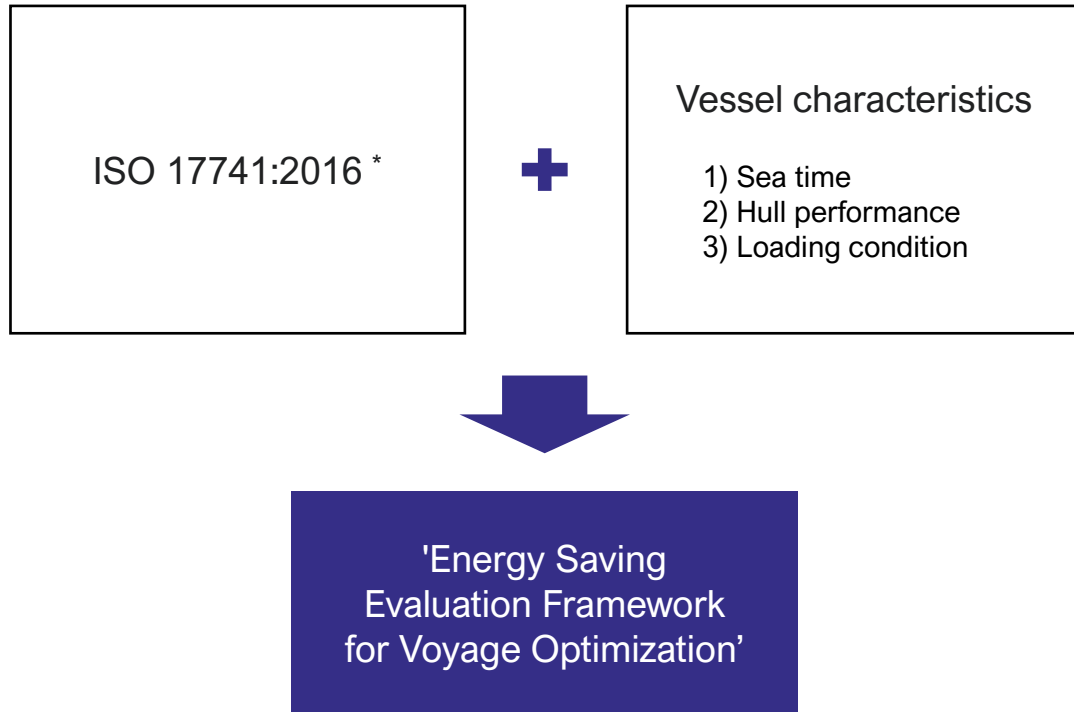 ISO 17741:2016 *
Vessel characteristics
1) Sea time
2) Hull performance
3) Loading condition
'Energy Saving
Evaluation Framework
for Voyage Optimization’